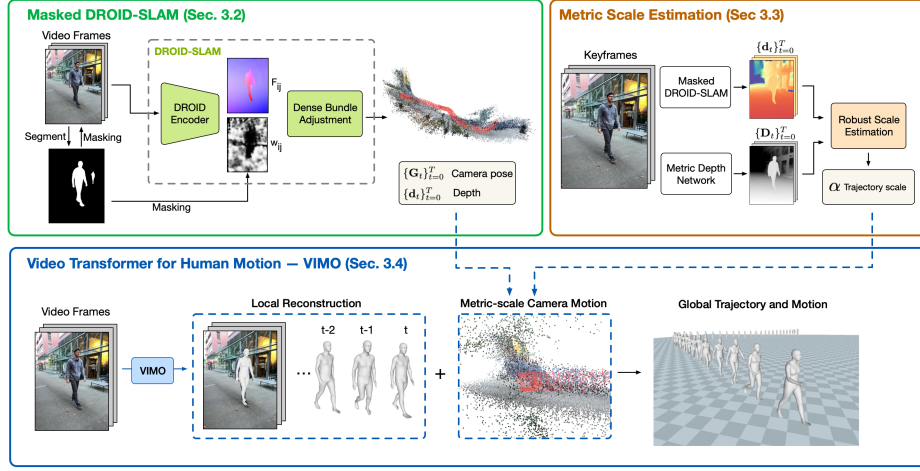 Masked DROID-SLAM (Sec. 3.2)
Video Frames
Segment
Masking
DROID-SLAM
DROID
Encoder
F_ij
w_ij
Dense Bundle
Adjustment
Masking
{G_t}_{t=0}^T Camera pose
{d_t}_{t=0}^T Depth
Metric Scale Estimation (Sec 3.3)
Keyframes
Masked
DROID-SLAM
{d_t}_{t=0}^T
Metric Depth
Network
{D_t}_{t=0}^T
Robust Scale
Estimation
α Trajectory scale
Video Transformer for Human Motion — VIMO (Sec. 3.4)
Video Frames
VIMO
Local Reconstruction
t-2 t-1 t
...
+
Metric-scale Camera Motion
Global Trajectory and Motion